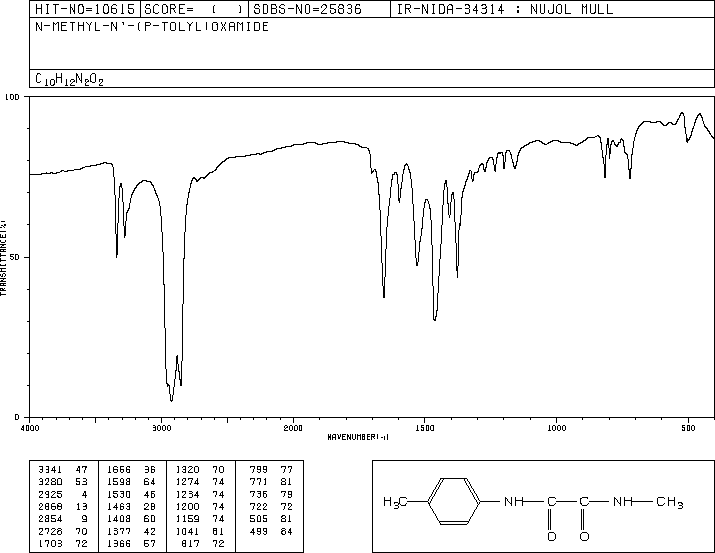 HIT-NO=10615 SCORE= ( ) SDBS-NO=25836 IR-NIDA-34314 : NUJOL MULL
N-METHYL-N'-(P-TOLYL)OXAMIDE
C10H12N2O2
100
50
0
TRANSMITTANCE(%)
4000 3000 2000 1500 1000 500
WAVENUMBER(-1)
3341 47 1656 36 1320 70 799 77
3280 53 1598 64 1274 74 771 81
2925 4 1530 46 1234 74 736 79
2868 13 1463 28 1200 74 722 72
2854 9 1408 60 1159 74 505 81
2728 70 1377 42 1041 81 499 84
1703 72 1366 57 817 72
H3C NH C C NH CH3
O O